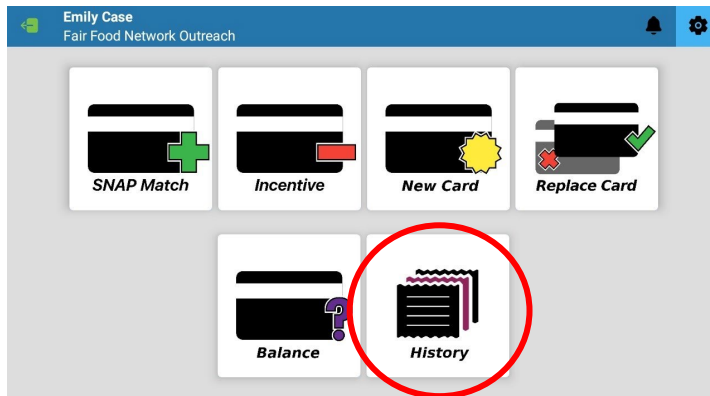 Emily Case
Fair Food Network Outreach
SNAP Match
Incentive
New Card
Replace Card
Balance
History